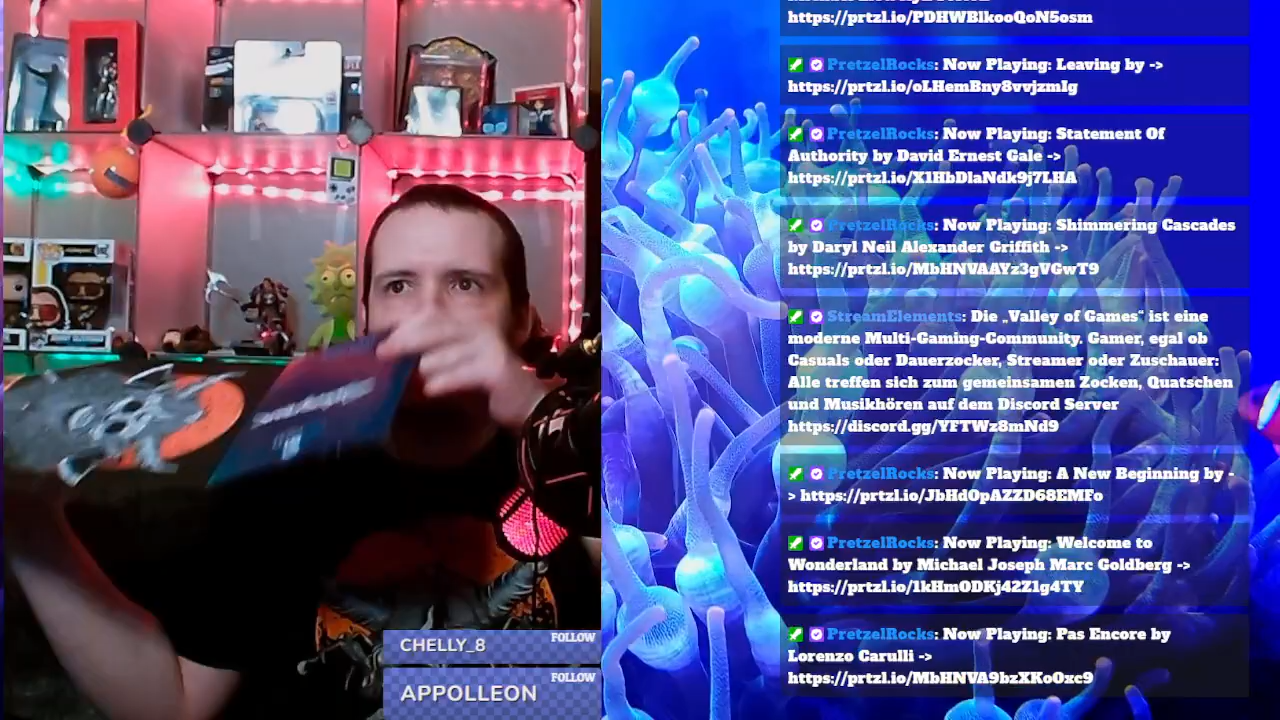 https://prtzl.io/PDHWBlkooQoN5osm
PretzelRocks: Now Playing: Leaving by ->
https://prtzl.io/oLHemBny8vvjzmIg
PretzelRocks: Now Playing: Statement Of
Authority by David Ernest Gale ->
https://prtzl.io/X1HbDlaNdk9j7LHA
PretzelRocks: Now Playing: Shimmering Cascades
by Daryl Neil Alexander Griffith ->
https://prtzl.io/MbHNVAAYz3gVGwT9
StreamElements: Die „Valley of Games“ ist eine
moderne Multi-Gaming-Community. Gamer, egal ob
Casuals oder Dauerzocker, Streamer oder Zuschauer:
Alle treffen sich zum gemeinsamen Zocken, Quatschen
und Musikhören auf dem Discord Server
https://discord.gg/YFTWz8mNd9
PretzelRocks: Now Playing: A New Beginning by -
> https://prtzl.io/JbHdOpAZZD68EMFo
PretzelRocks: Now Playing: Welcome to
Wonderland by Michael Joseph Marc Goldberg ->
https://prtzl.io/1kHmODKj42Z1g4TY
PretzelRocks: Now Playing: Pas Encore by
Lorenzo Carulli ->
https://prtzl.io/MbHNVA9bzXKoOxc9
CHELLY_8
FOLLOW
APPOLLEON
FOLLOW